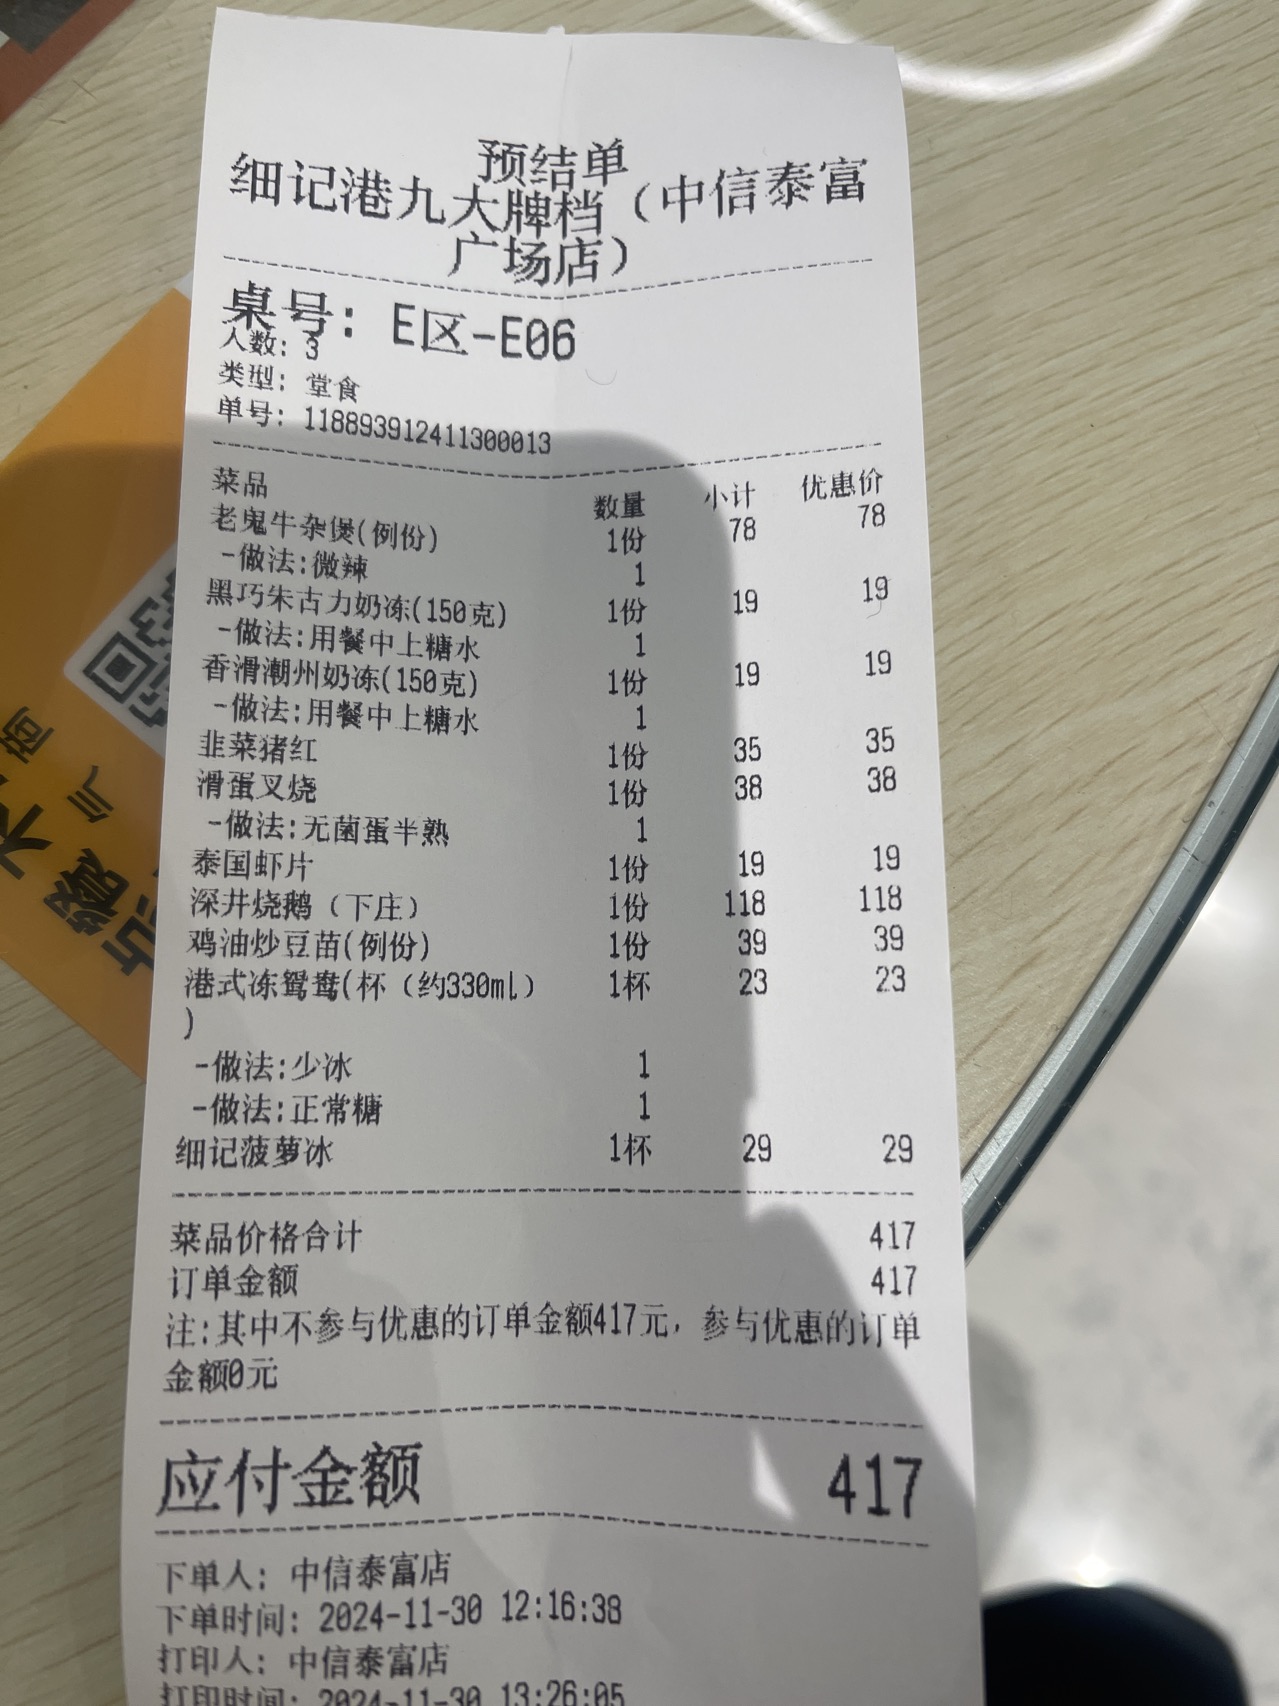 预结单
细记港九大牌档（中信泰富
广场店）
桌号: E区-E06
人数: 3
类型: 堂食
单号: 118893912411300013
菜品 数量 小计 优惠价
老鬼牛杂煲(例份) 1份 78 78
-做法:微辣 1
黑巧朱古力奶冻(150克) 1份 19 19
-做法:用餐中上糖水 1
香滑潮州奶冻(150克) 1份 19 19
-做法:用餐中上糖水 1
韭菜猪红 1份 35 35
滑蛋叉烧 1份 38 38
-做法:无菌蛋半熟 1
泰国虾片 1份 19 19
深井烧鹅（下庄） 1份 118 118
鸡油炒豆苗(例份) 1份 39 39
港式冻鸳鸯(杯（约330ml） 1杯 23 23
)
-做法:少冰 1
-做法:正常糖 1
细记菠萝冰 1杯 29 29
菜品价格合计 417
订单金额 417
注:其中不参与优惠的订单金额417元，参与优惠的订单
金额0元
应付金额 417
下单人: 中信泰富店
下单时间: 2024-11-30 12:16:38
打印人: 中信泰富店
打印时间: 2024-11-30 13:26:05
点餐